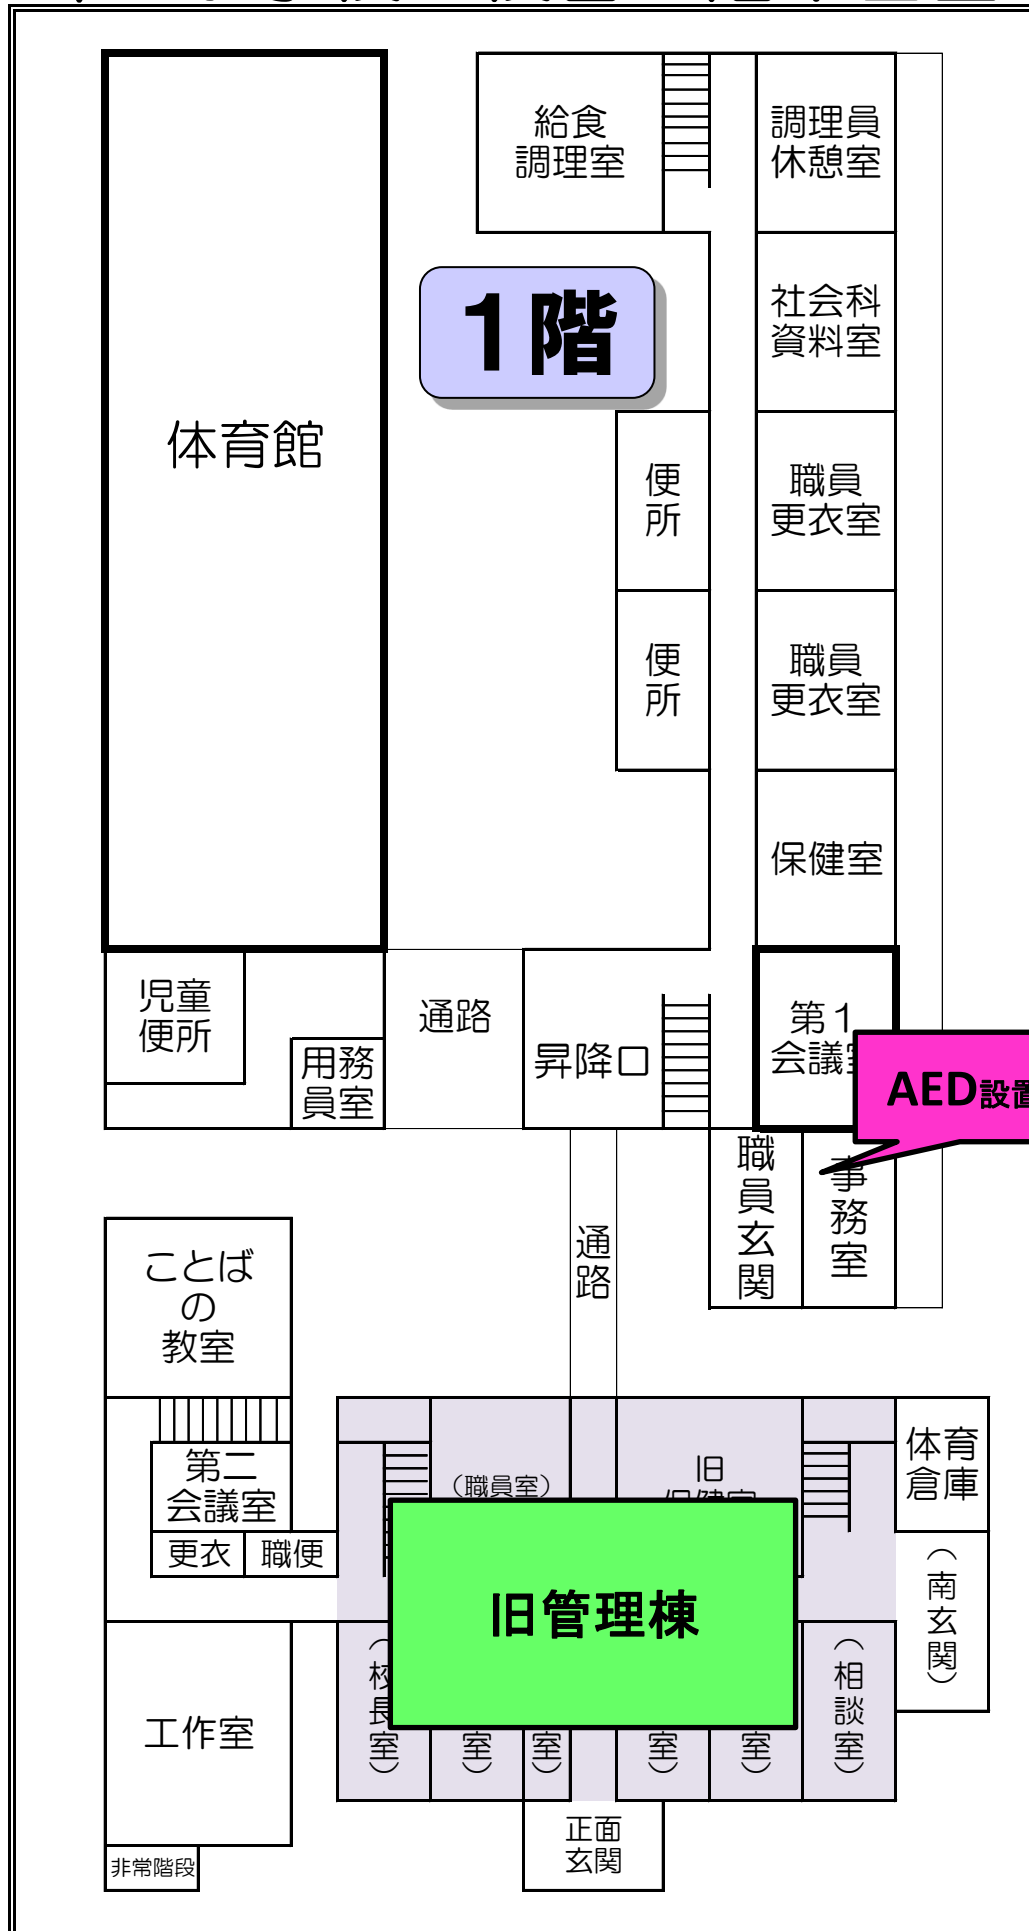 給食
調理室
調理員
休憩室
1階
社会科
資料室
体育館
便
所
職員
更衣室
便
所
職員
更衣室
保健室
児童
便所
用務
員室
通路
昇降口
第１
会議
AED設置
職員玄関
事務室
通路
ことば
の
教室
第二
会議室
更衣
職便
（職員室）
旧
体育
倉庫
（南玄関）
旧管理棟
工作室
（校長室）
室）
室）
室）
室）
（相談室）
正面
玄関
非常階段